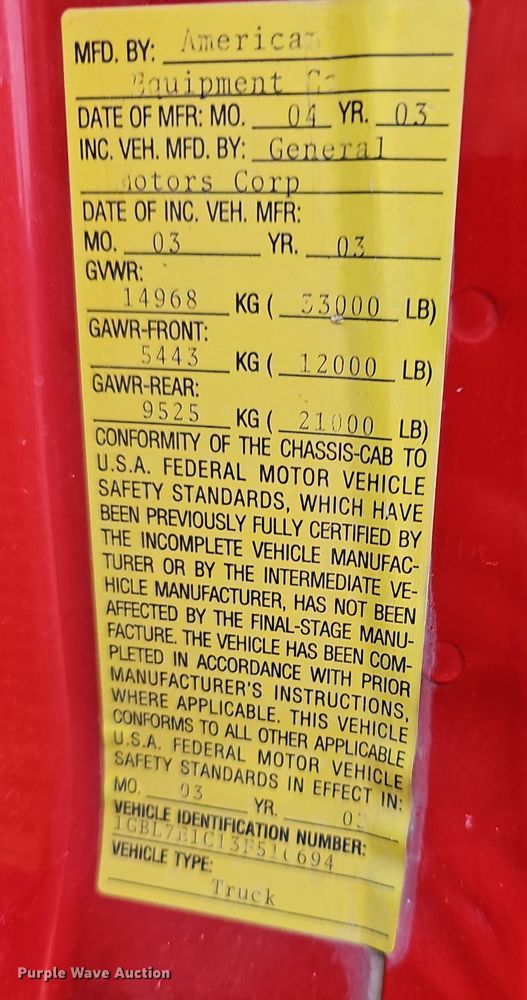 MFD. BY: American
Equipment Co
DATE OF MFR: MO. 04 YR. 03
INC. VEH. MFD. BY: General
Motors Corp
DATE OF INC. VEH. MFR:
MO. 03 YR. 03
GVWR:
14968 KG ( 33000 LB)
GAWR-FRONT:
5443 KG ( 12000 LB)
GAWR-REAR:
9525 KG ( 21000 LB)
CONFORMITY OF THE CHASSIS-CAB TO
U.S.A. FEDERAL MOTOR VEHICLE
SAFETY STANDARDS, WHICH HAVE
BEEN PREVIOUSLY FULLY CERTIFIED BY
THE INCOMPLETE VEHICLE MANUFAC-
TURER OR BY THE INTERMEDIATE VE-
HICLE MANUFACTURER, HAS NOT BEEN
AFFECTED BY THE FINAL-STAGE MANU-
FACTURE. THE VEHICLE HAS BEEN COM-
PLETED IN ACCORDANCE WITH PRIOR
MANUFACTURER'S INSTRUCTIONS,
WHERE APPLICABLE. THIS VEHICLE
CONFORMS TO ALL OTHER APPLICABLE
U.S.A. FEDERAL MOTOR VEHICLE
SAFETY STANDARDS IN EFFECT IN:
MO. 03 YR.
VEHICLE IDENTIFICATION NUMBER:
VEHICLE TYPE:
Truck
Purple Wave Auction